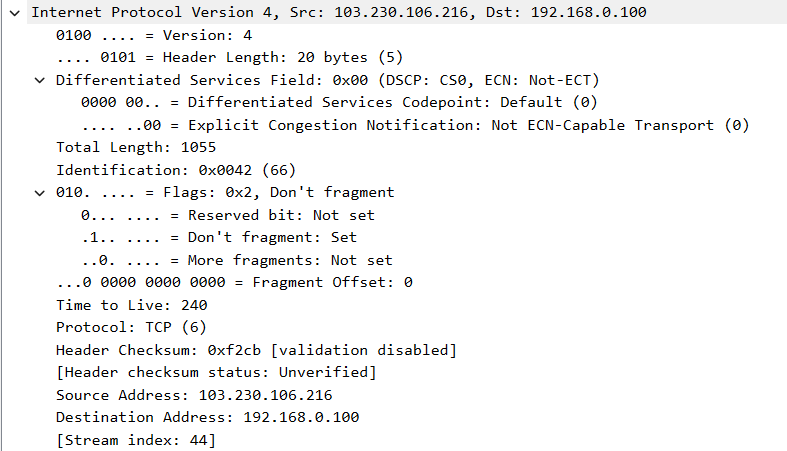 Internet Protocol Version 4, Src: 103.230.106.216, Dst: 192.168.0.100
0100 .... = Version: 4
.... 0101 = Header Length: 20 bytes (5)
Differentiated Services Field: 0x00 (DSCP: CS0, ECN: Not-ECT)
0000 00.. = Differentiated Services Codepoint: Default (0)
.... ..00 = Explicit Congestion Notification: Not ECN-Capable Transport (0)
Total Length: 1055
Identification: 0x0042 (66)
010. .... = Flags: 0x2, Don't fragment
0... .... = Reserved bit: Not set
.1.. .... = Don't fragment: Set
..0. .... = More fragments: Not set
...0 0000 0000 0000 = Fragment Offset: 0
Time to Live: 240
Protocol: TCP (6)
Header Checksum: 0xf2cb [validation disabled]
[Header checksum status: Unverified]
Source Address: 103.230.106.216
Destination Address: 192.168.0.100
[Stream index: 44]